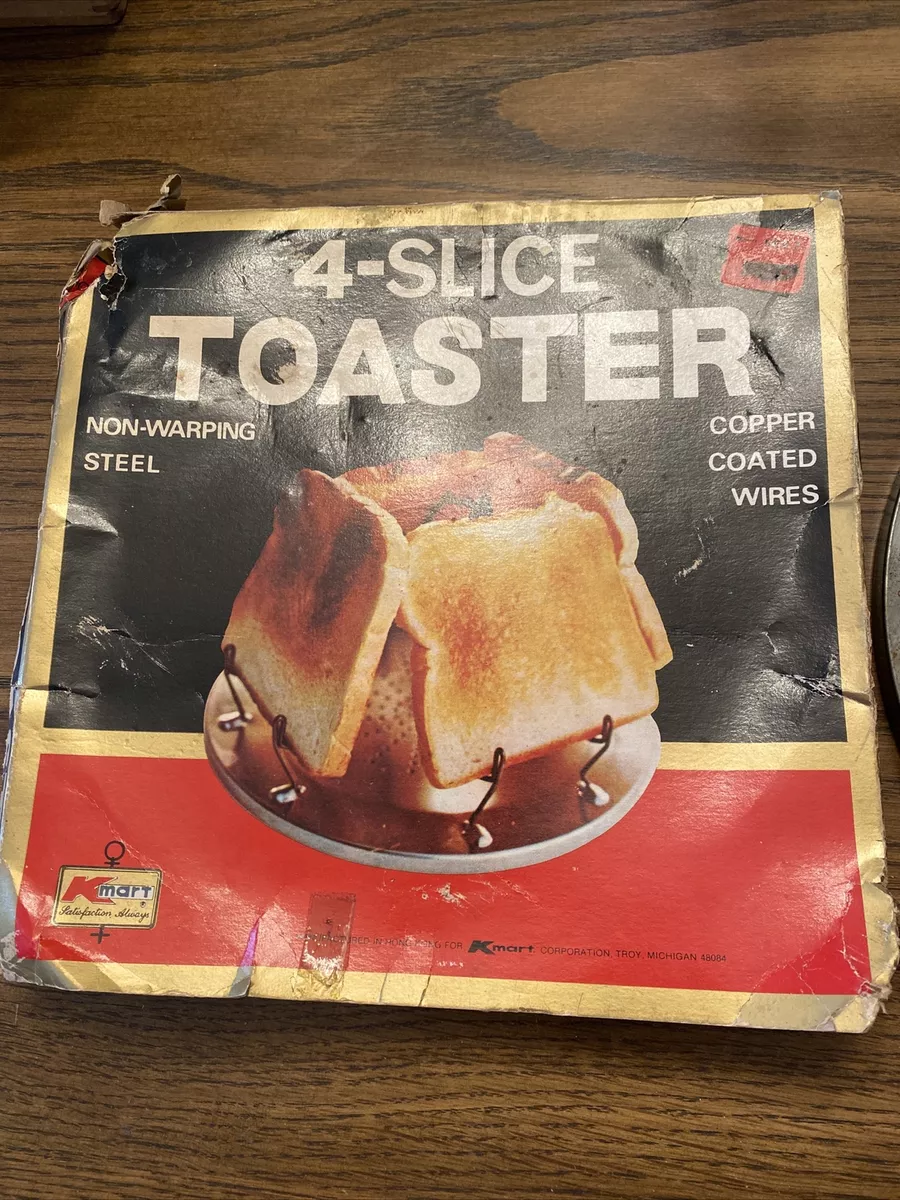 4-SLICE
TOASTER
NON-WARPING
STEEL
COPPER
COATED
WIRES
Kmart®
Satisfaction Always
IN HONG KONG FOR Kmart® CORPORATION, TROY, MICHIGAN 48084